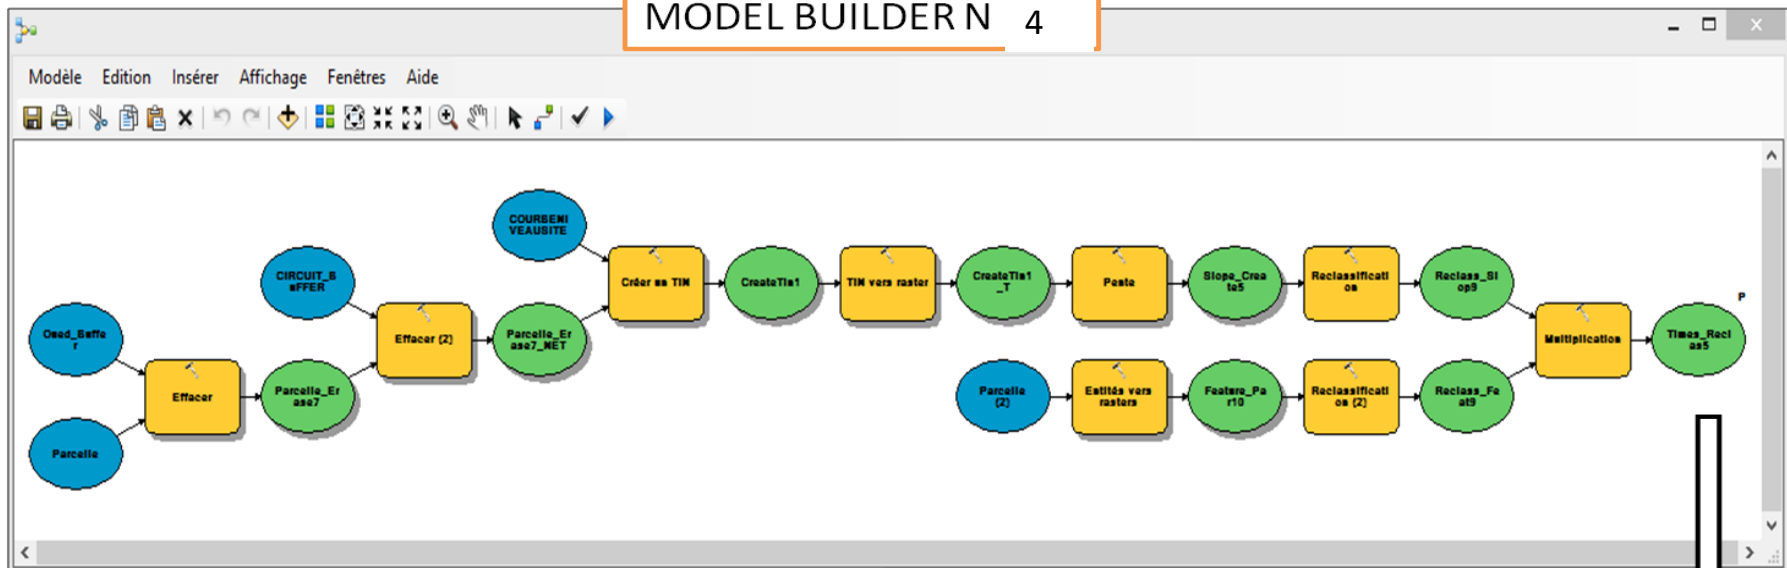 MODEL BUILDER N 4
Modèle Edition Insérer Affichage Fenêtres Aide
COURBENI
VEAUSITE
CIRCUIT_B
uFFER
Créer un TIN
CreateTin1
TIN vers raster
CreateTin1
_T
Pente
Slope_Crea
te5
Reclassificati
on
Reclass_Sl
op9
P
Oued_Buffe
r
Effacer (2)
Parcelle_Er
ase7_NET
Multiplication
Times_Recl
as5
Effacer
Parcelle_Er
ase7
Parcelle
(2)
Entités vers
rasters
Feature_Pa
r10
Reclassificati
on (2)
Reclass_Fe
at9
Parcelle